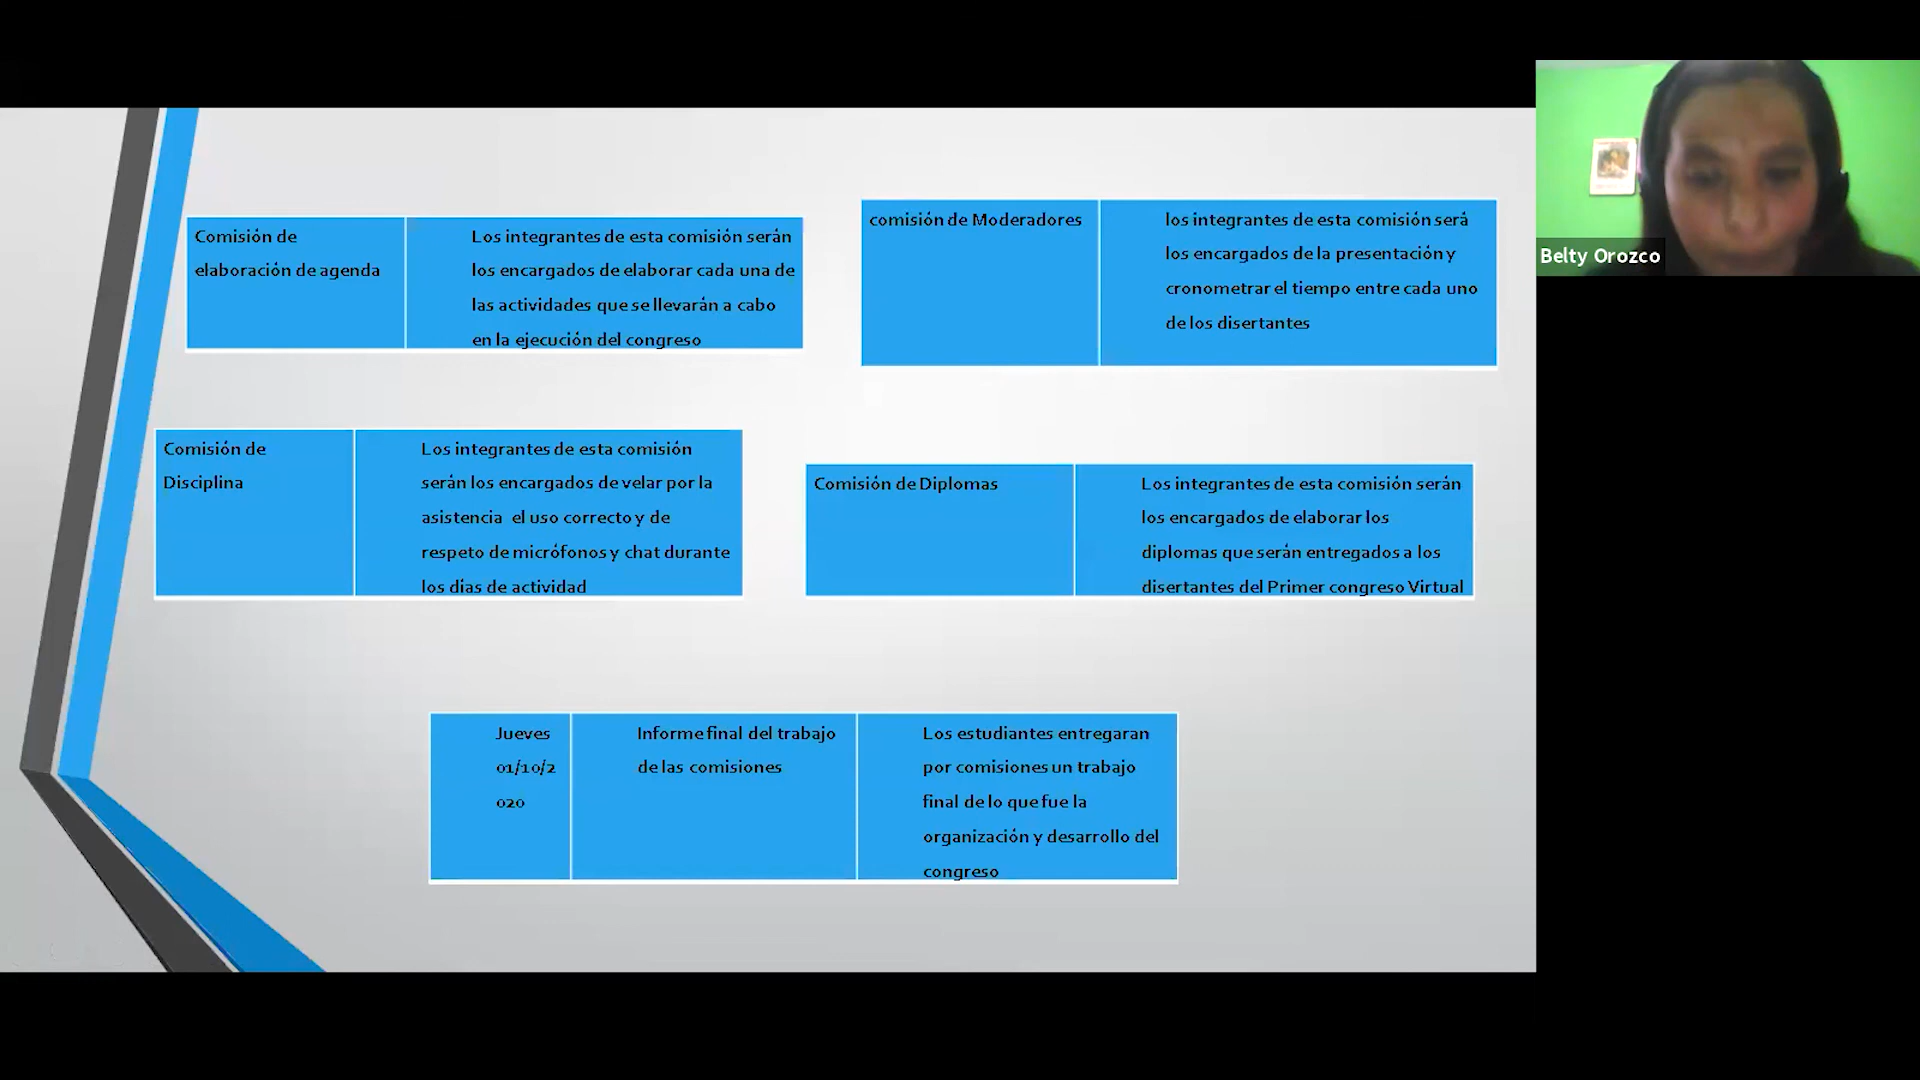 Comisión de
elaboración de agenda
Los integrantes de esta comisión serán
los encargados de elaborar cada una de
las actividades que se llevarán a cabo
en la ejecución del congreso
comisión de Moderadores
los integrantes de esta comisión será
los encargados de la presentación y
cronometrar el tiempo entre cada uno
de los disertantes
Comisión de
Disciplina
Los integrantes de esta comisión
serán los encargados de velar por la
asistencia  el uso correcto y de
respeto de micrófonos y chat durante
los días de actividad
Comisión de Diplomas
Los integrantes de esta comisión serán
los encargados de elaborar los
diplomas que serán entregados a los
disertantes del Primer congreso Virtual
Jueves
01/10/2
020
Informe final del trabajo
de las comisiones
Los estudiantes entregaran
por comisiones un trabajo
final de lo que fue la
organización y desarrollo del
congreso
Belty Orozco